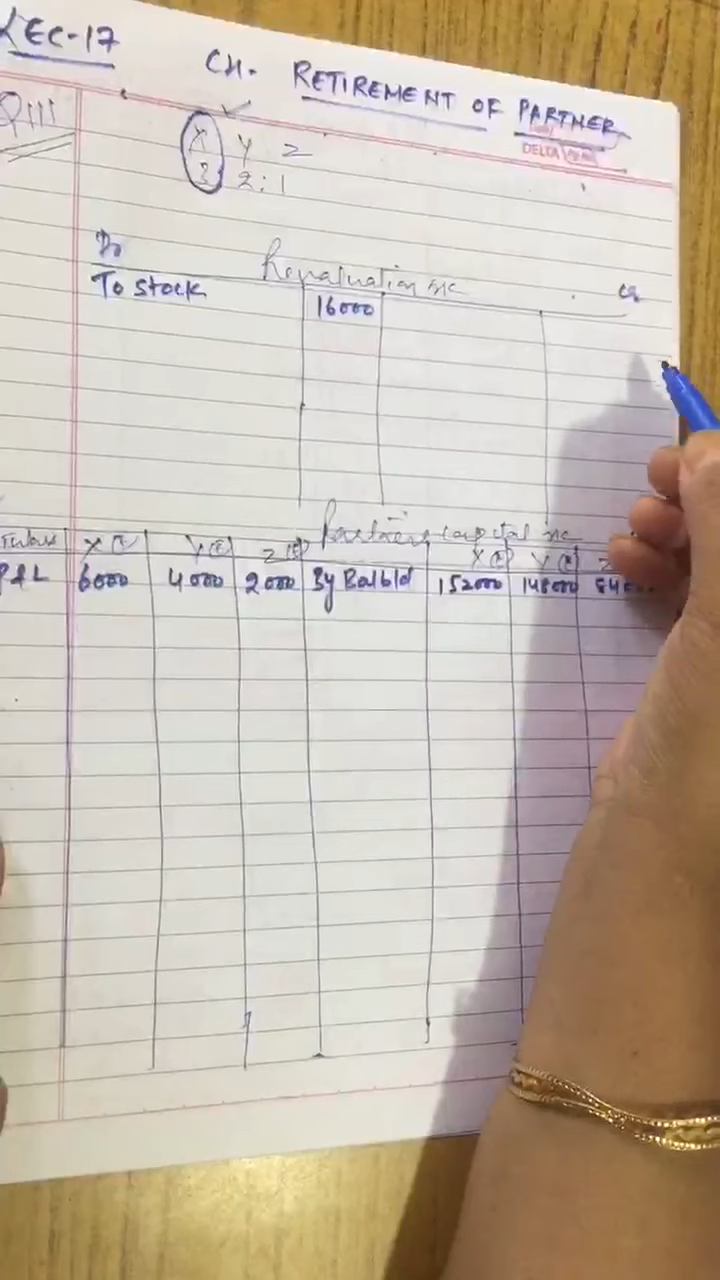 LEC-17
CH. RETIREMENT OF PARTNER
DELTA
Q111
X Y Z
3 2:1
Dr Revaluation A/c Cr
To Stock 16000
Partners Capital A/c
X (₹) Y (₹) Z (₹) X (₹) Y (₹) Z
P&L 6000 4000 2000 By Bal b/d 152000 148000